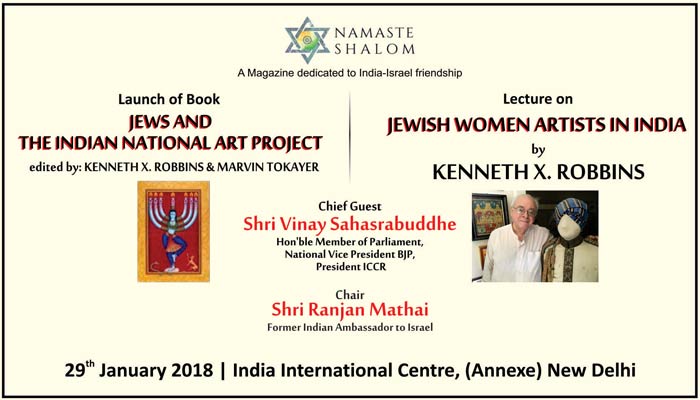 NAMASTE
SHALOM
A Magazine dedicated to India-Israel friendship
Launch of Book
JEWS AND
THE INDIAN NATIONAL ART PROJECT
edited by: KENNETH X. ROBBINS & MARVIN TOKAYER
Lecture on
JEWISH WOMEN ARTISTS IN INDIA
by
KENNETH X. ROBBINS
Chief Guest
Shri Vinay Sahasrabuddhe
Hon'ble Member of Parliament,
National Vice President BJP,
President ICCR
Chair
Shri Ranjan Mathai
Former Indian Ambassador to Israel
29th January 2018 | India International Centre, (Annexe) New Delhi